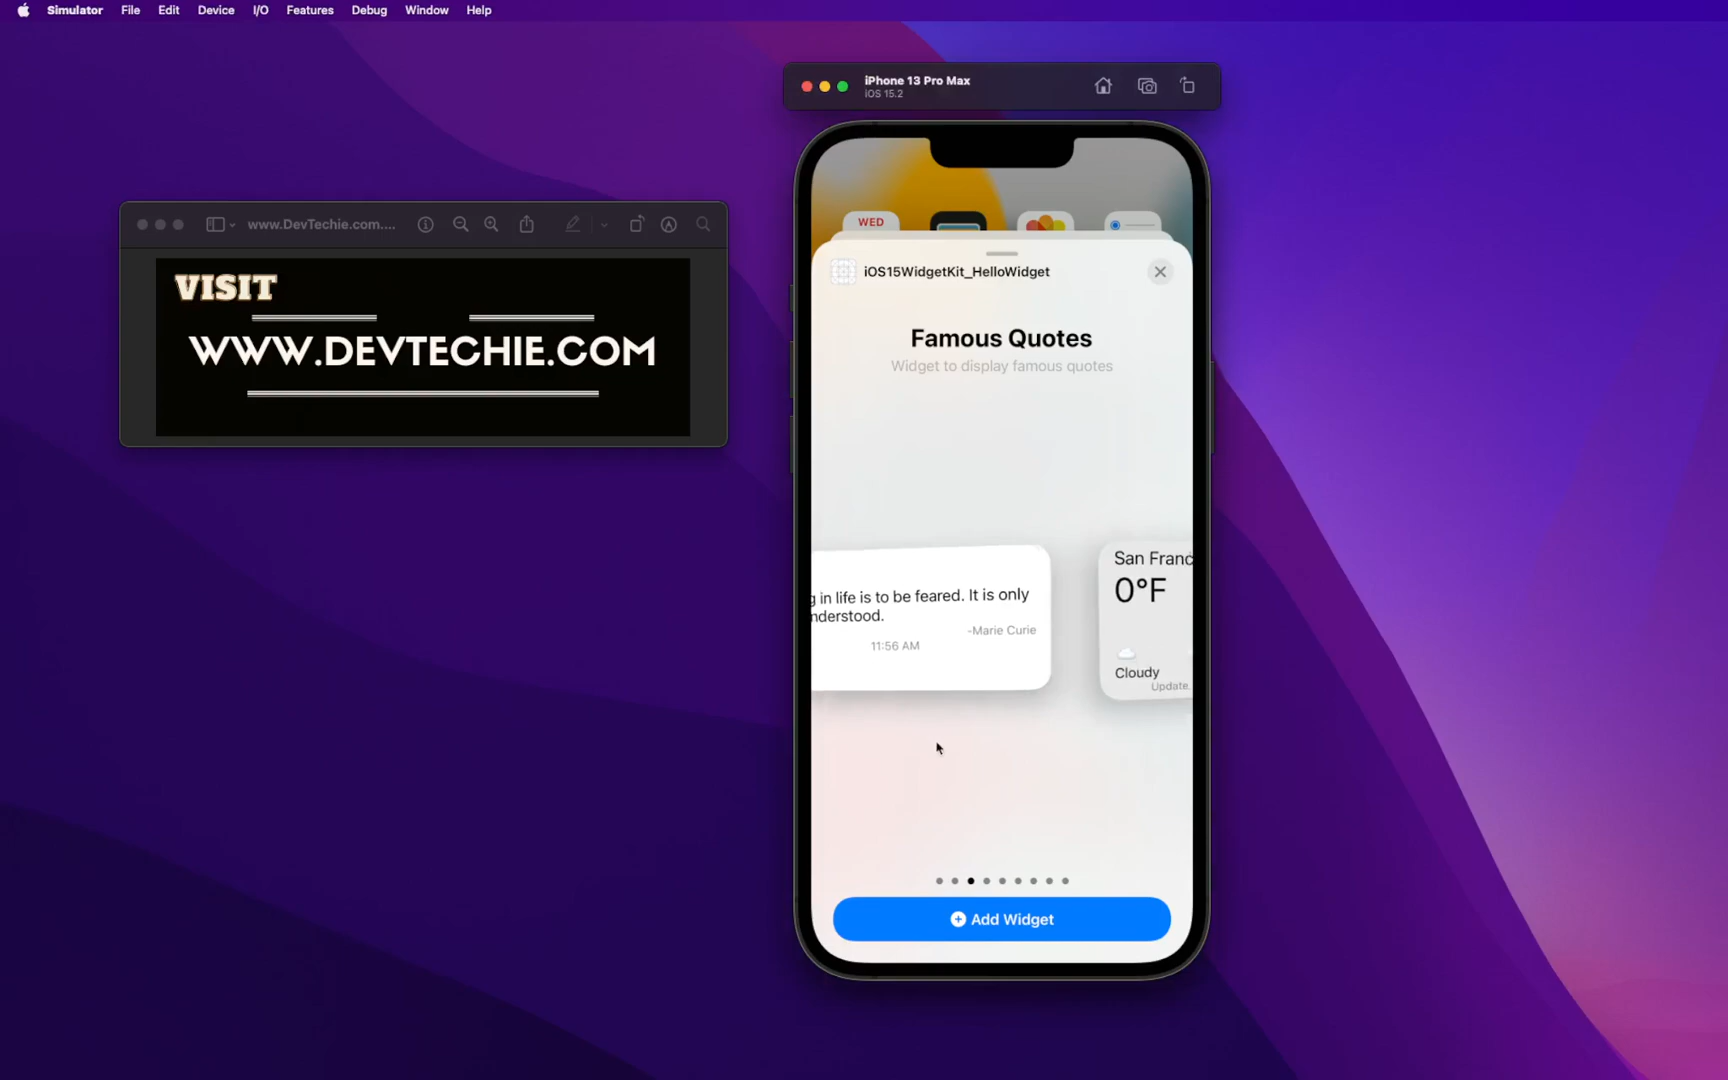 Simulator File Edit Device I/O Features Debug Window Help
iPhone 13 Pro Max
iOS 15.2
www.DevTechie.com....
VISIT
WWW.DEVTECHIE.COM
WED
iOS15WidgetKit_HelloWidget
Famous Quotes
Widget to display famous quotes
g in life is to be feared. It is only
nderstood.
-Marie Curie
11:56 AM
San Franc
0°F
Cloudy
Update.
Add Widget